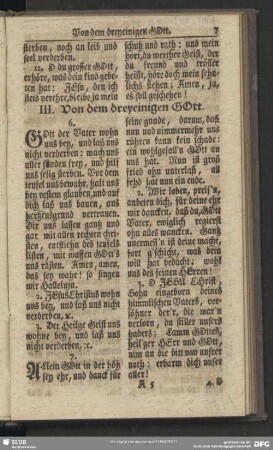 Von dem dreyeinigen GOtt. 7
sterben, noch an leib und
seel verderben.
12. O du großer GOtt,
erhöre, was dein kind gebe-
ten hat: JEsu, den ich
stets verehre, bleibe ja mein
schutz und rath: und mein
hort, du werther Geist, der
du freund und tröster
heißt, höre doch mein sehn-
lichs flehen: Amen, ja,
es soll geschehen!
III. Von dem dreyeinigen GOtt.
6.
GOtt der Vater wohn
uns bey, und laß uns
nicht verderben: mach uns
aller sünden frey, und hilf
uns selig sterben. Vor dem
teufel uns bewahr, halt uns
bey vestem glauben, und auf
dich laß uns bauen, aus
hertzensgrund vertrauen.
Dir uns lassen gantz und
gar, mit allen rechten chri-
sten, entfliehn des teufels
listen, mit waffen GOtt's
uns rüsten. Amen, amen,
das sey wahr! so singen
wir Halleluja.
2. JEsus Christus wohn
uns bey, und laß uns nicht
verderben, ec.
3. Der Heilge Geist uns
wohne bey, und laß uns
nicht verderben, ec.
7.
Allein GOtt in der höh
sey ehr, und danck für
seine gnade, darum, daß
nun und nimmermehr uns
rühren kann kein schade:
ein wohlgefall'n GOtt an
uns hat. Nun ist groß
fried ohn unterlaß, all
fehd hat nun ein ende.
2. Wir loben, preis'n,
anbeten dich, für deine ehr
wir dancken, daß du, GOtt
Vater, ewiglich regierst
ohn alles wancken. Gantz
unermeß'n ist deine macht,
fort g'schicht, was dein
will hat bedacht: wohl
uns des feinen HErren!
3. O JESU Christ,
Sohn eingeborn deines
himmlischen Vaters, ver-
söhner der'r, die war'n
verlorn, du stiller unsers
haders: Lamm GOttes,
heil'ger HErr und GOtt,
nim an die bitt von unsrer
noth: erbarm dich unser
aller!
A 5
4. O
SLUB
DFG